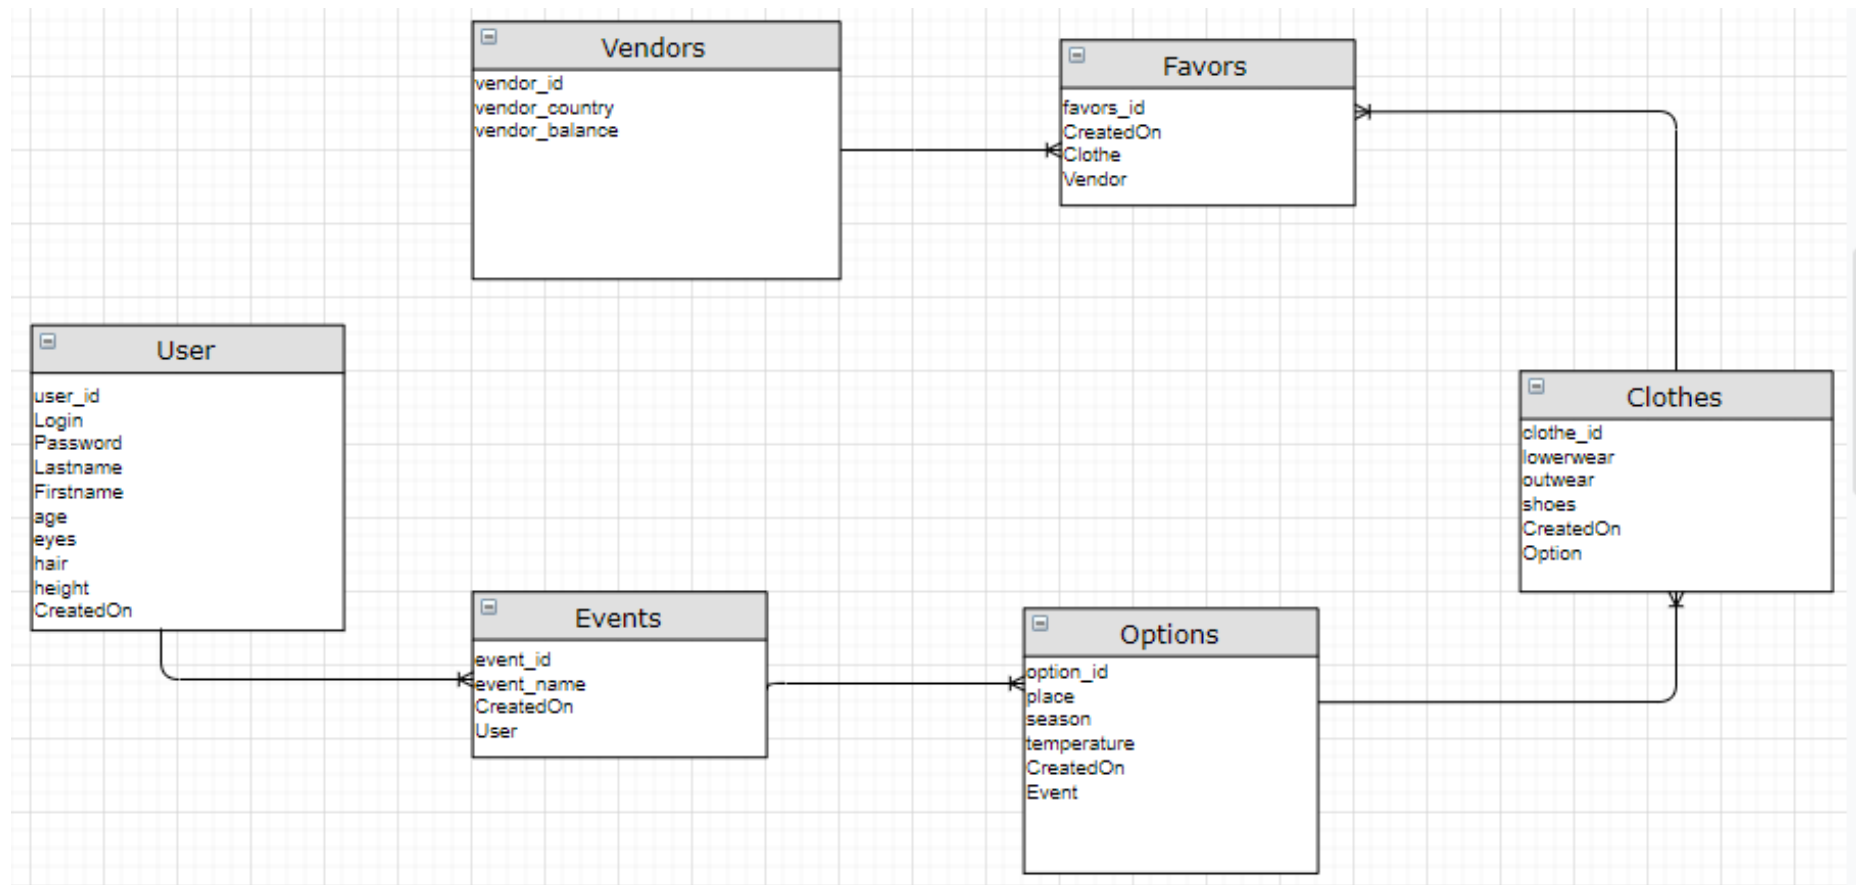 Vendors
vendor_id
vendor_country
vendor_balance
Favors
favors_id
CreatedOn
Clothe
Vendor
User
user_id
Login
Password
Lastname
Firstname
age
eyes
hair
height
CreatedOn
Clothes
clothe_id
lowerwear
outwear
shoes
CreatedOn
Option
Events
event_id
event_name
CreatedOn
User
Options
option_id
place
season
temperature
CreatedOn
Event